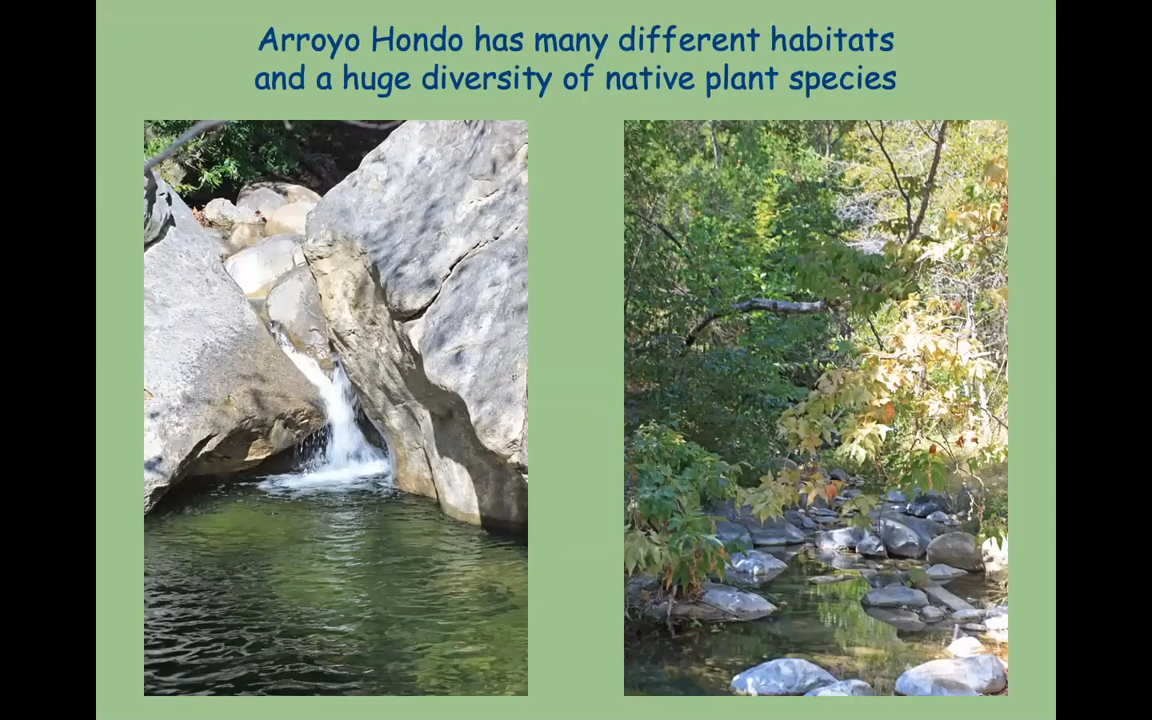 Arroyo Hondo has many different habitats
and a huge diversity of native plant species